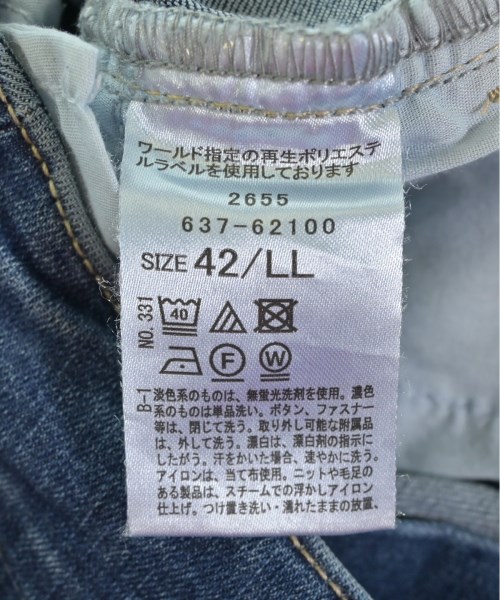 ワールド指定の再生ポリエステ
ルラベルを使用しております
2655
637-62100
SIZE 42/LL
NO. 331
40
F W
B-1
淡色系のものは、無蛍光洗剤を使用。濃色
系のものは単品洗い。ボタン、ファスナー
等は、閉じて洗う。取り外し可能な附属品
は、外して洗う。漂白は、漂白剤の指示に
したがう。汗をかいた場合、速やかに洗う。
アイロンは、当て布使用。ニットや毛足の
ある製品は、スチームでの浮かしアイロン
仕上げ。つけ置き洗い・濡れたままの放置、